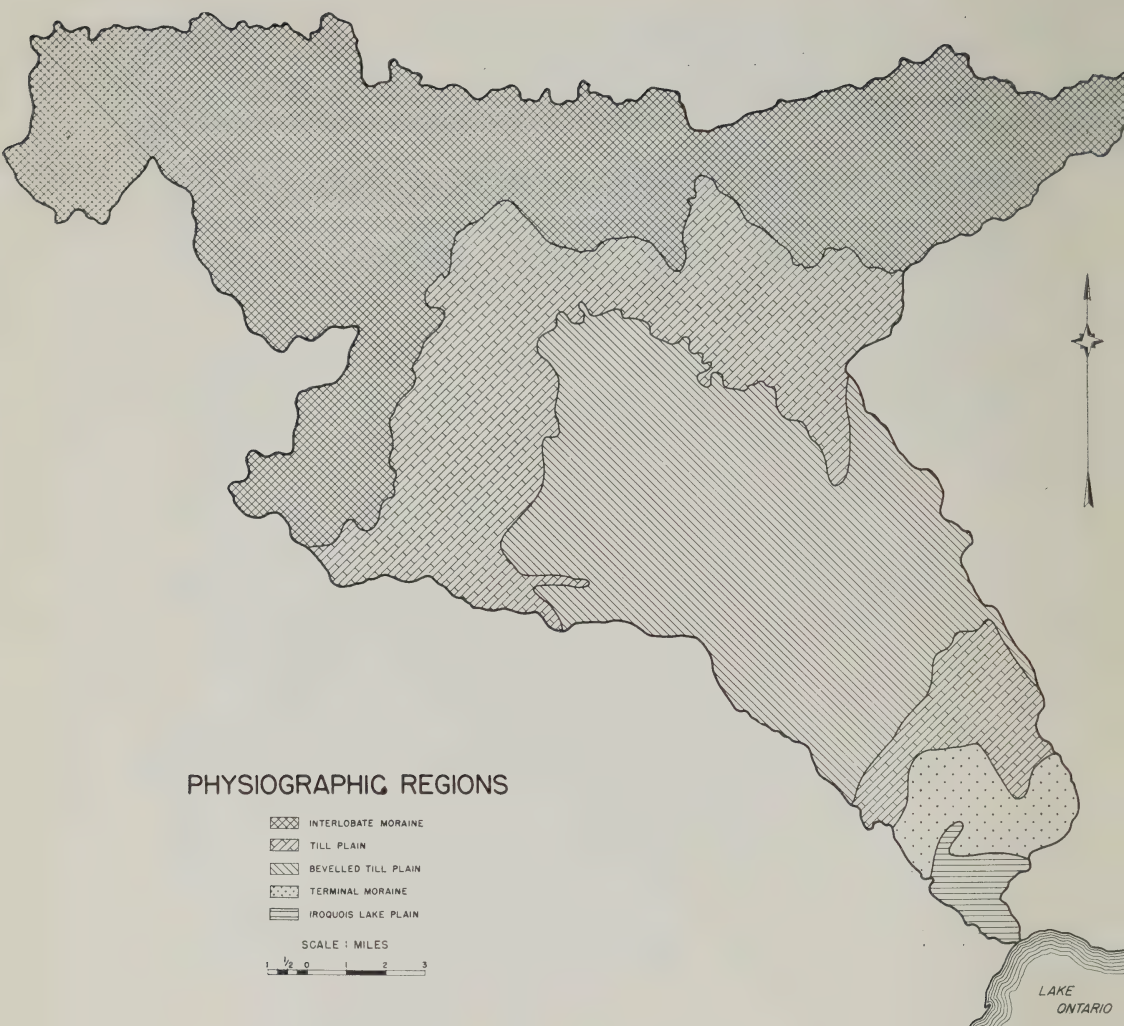 PHYSIOGRAPHIC REGIONS
INTERLOBATE MORAINE
TILL PLAIN
BEVELLED TILL PLAIN
TERMINAL MORAINE
IROQUOIS LAKE PLAIN
SCALE : MILES
1 1/2 0 1 2 3
LAKE
ONTARIO